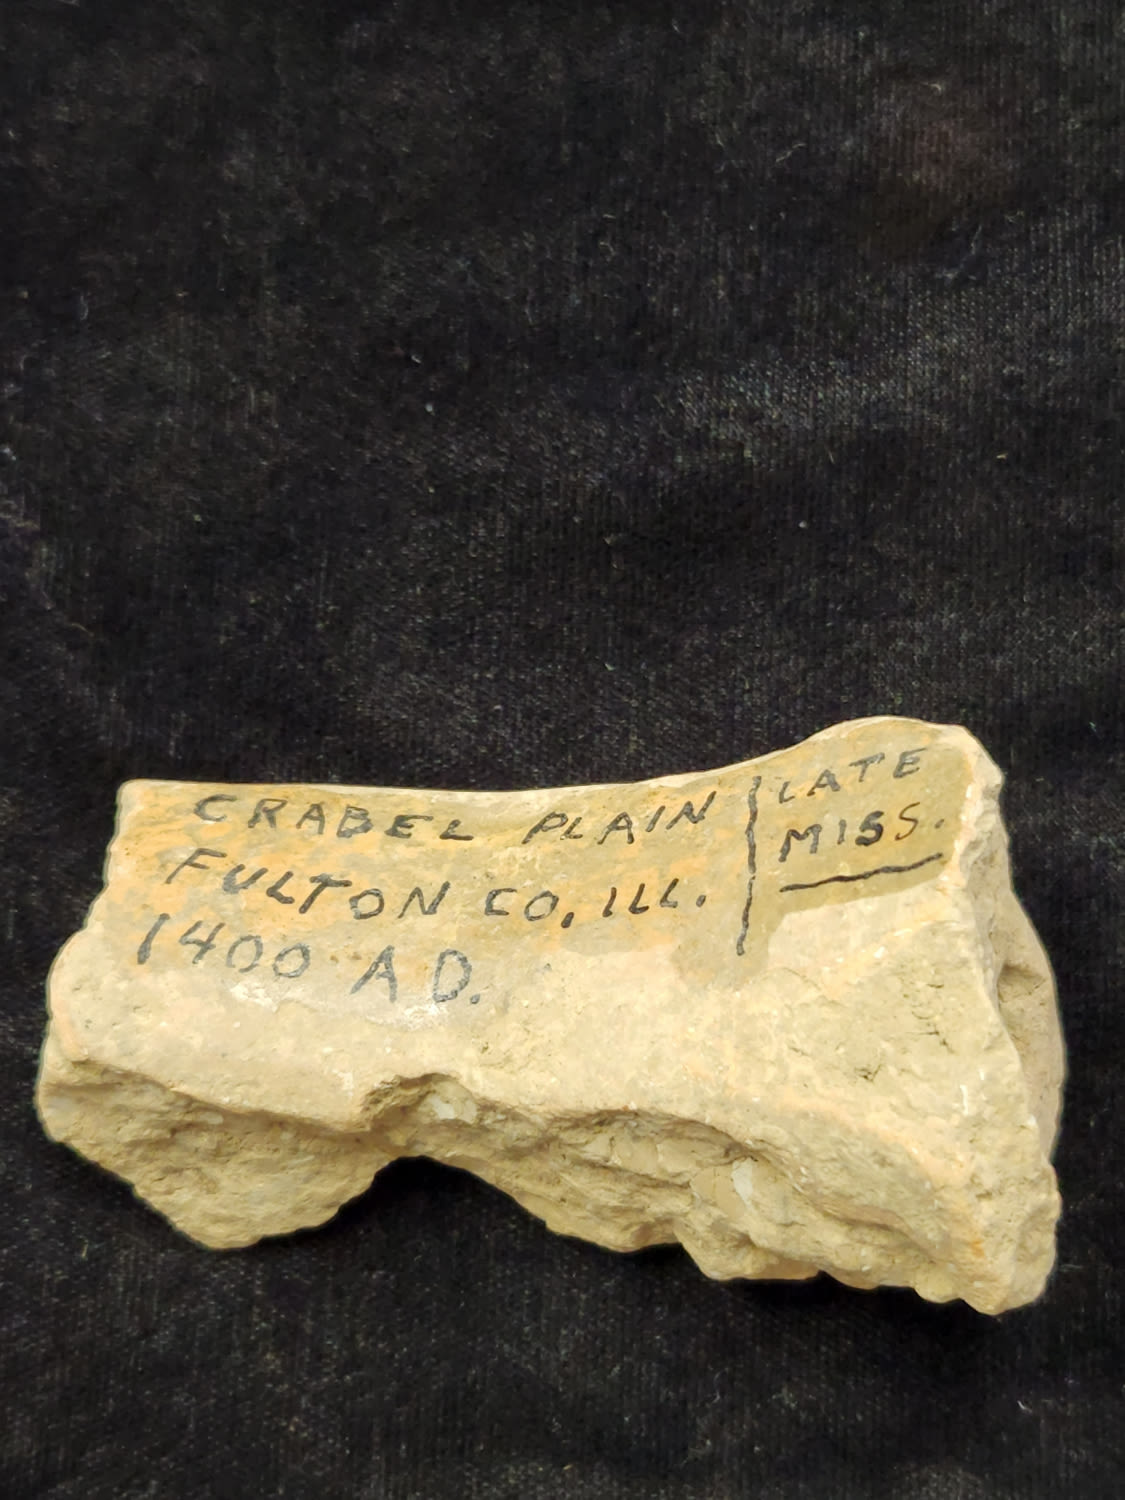 CRABEL PLAIN
FULTON CO, ILL.
1400 A D.
LATE
MISS.